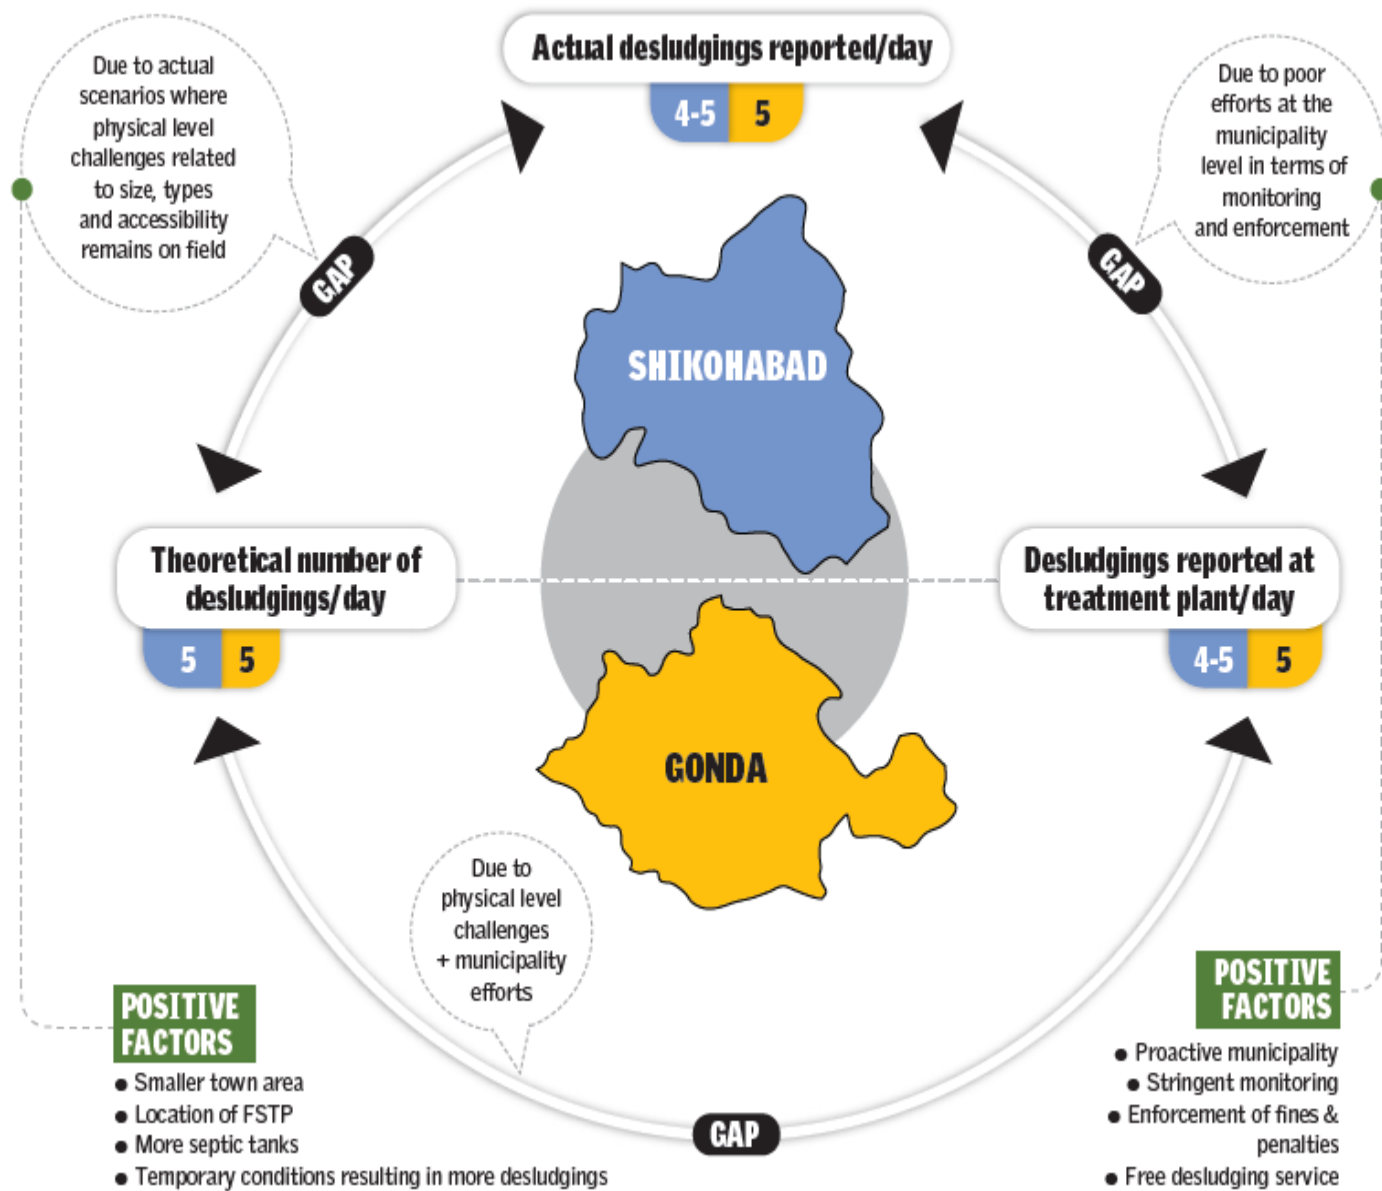 Actual desludgings reported/day
4-5 5
Due to actual
scenarios where
physical level
challenges related
to size, types
and accessibility
remains on field
GAP
Due to poor
efforts at the
municipality
level in terms of
monitoring
and enforcement
GAP
SHIKOHABAD
Theoretical number of
desludgings/day
5 5
Desludgings reported at
treatment plant/day
4-5 5
GONDA
Due to
physical level
challenges
+ municipality
efforts
GAP
POSITIVE
FACTORS
● Smaller town area
● Location of FSTP
● More septic tanks
● Temporary conditions resulting in more desludgings
POSITIVE
FACTORS
● Proactive municipality
● Stringent monitoring
● Enforcement of fines &
penalties
● Free desludging service